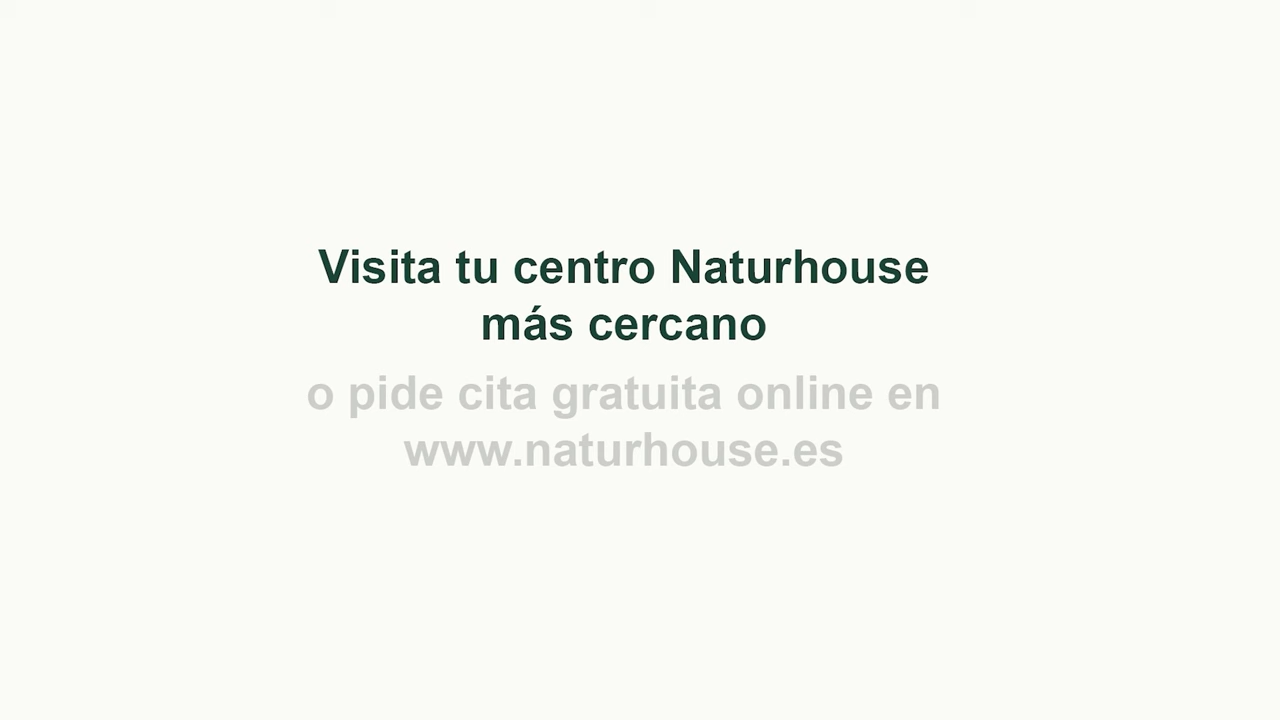 Visita tu centro Naturhouse
más cercano
o pide cita gratuita online en
www.naturhouse.es